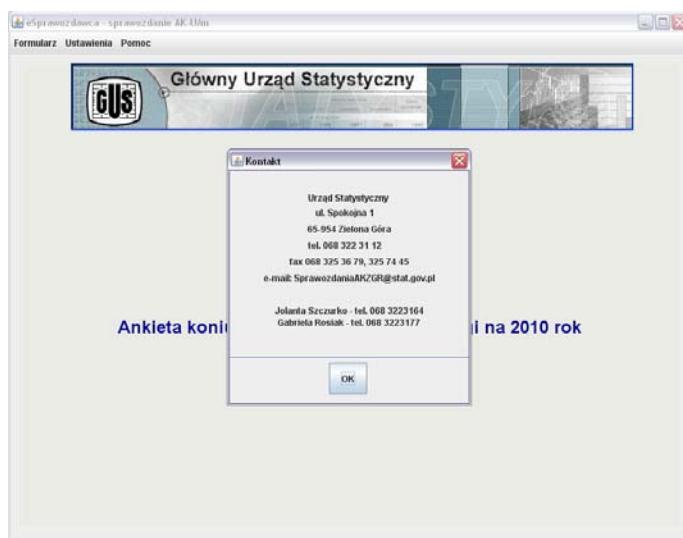 eSprawozdawca - sprawozdanie AK-U/m
Formularz Ustawienia Pomoc
GUS
Główny Urząd Statystyczny
Kontakt
Urząd Statystyczny
ul. Spokojna 1
65-954 Zielona Góra
tel. 068 322 31 12
fax 068 325 36 79, 325 74 45
e-mail: SprawozdaniaAKZGR@stat.gov.pl
Jolanta Szczurko - tel. 068 3223164
Gabriela Rosiak - tel. 068 3223177
Ankieta koniu
i na 2010 rok
OK